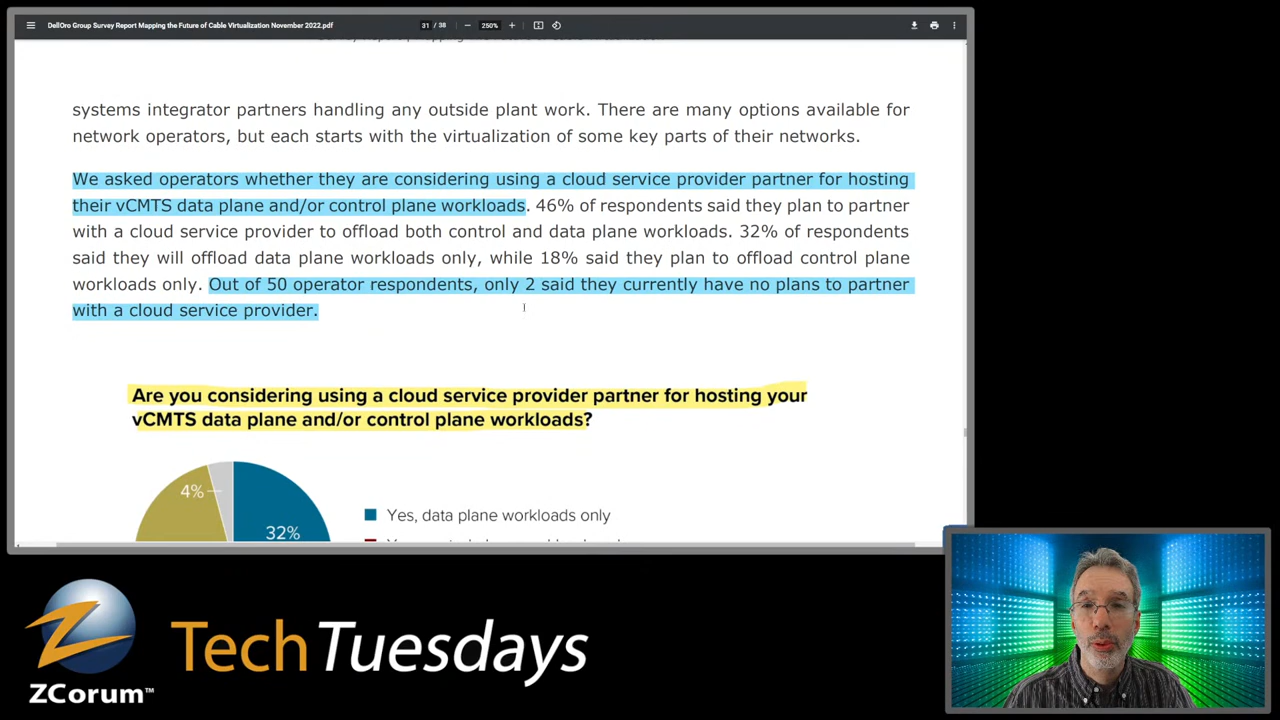 DellOro Group Survey Report Mapping the Future of Cable Virtualization November 2022.pdf
31 / 38
250%
systems integrator partners handling any outside plant work. There are many options available for
network operators, but each starts with the virtualization of some key parts of their networks.
We asked operators whether they are considering using a cloud service provider partner for hosting
their vCMTS data plane and/or control plane workloads. 46% of respondents said they plan to partner
with a cloud service provider to offload both control and data plane workloads. 32% of respondents
said they will offload data plane workloads only, while 18% said they plan to offload control plane
workloads only. Out of 50 operator respondents, only 2 said they currently have no plans to partner
with a cloud service provider.
Are you considering using a cloud service provider partner for hosting your
vCMTS data plane and/or control plane workloads?
4%
32%
Yes, data plane workloads only
ZCorum™
TechTuesdays